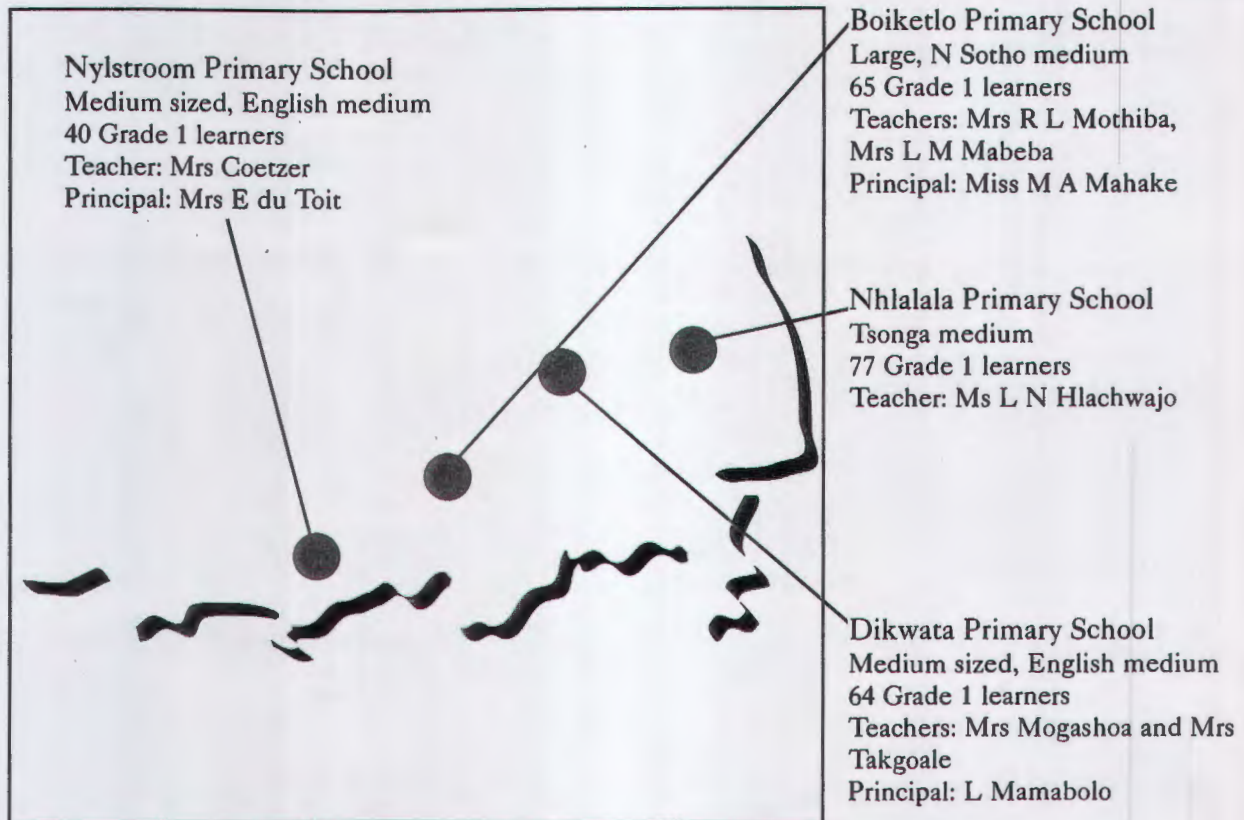 Nylstroom Primary School
Medium sized, English medium
40 Grade 1 learners
Teacher: Mrs Coetzer
Principal: Mrs E du Toit
Boiketlo Primary School
Large, N Sotho medium
65 Grade 1 learners
Teachers: Mrs R L Mothiba,
Mrs L M Mabeba
Principal: Miss M A Mahake
Nhlalala Primary School
Tsonga medium
77 Grade 1 learners
Teacher: Ms L N Hlachwajo
Dikwata Primary School
Medium sized, English medium
64 Grade 1 learners
Teachers: Mrs Mogashoa and Mrs
Takgoale
Principal: L Mamabolo